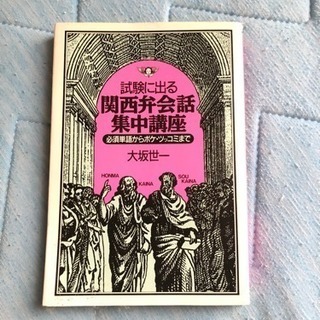 試験に出る
関西弁会話
集中講座
必須単語からボケ・ツッコミまで
大坂世一
HONMA
KAINA
SOU
KAINA